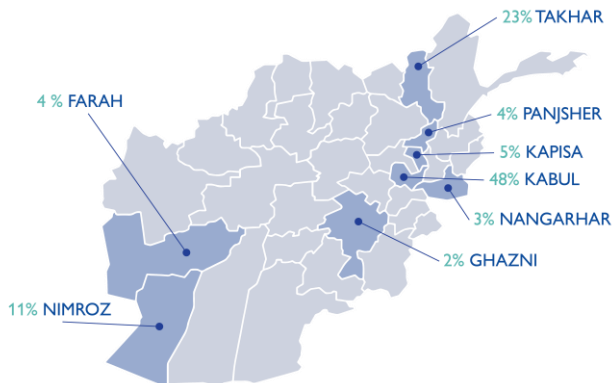 23% TAKHAR
4 % FARAH
4% PANJSHER
5% KAPISA
48% KABUL
3% NANGARHAR
2% GHAZNI
11% NIMROZ